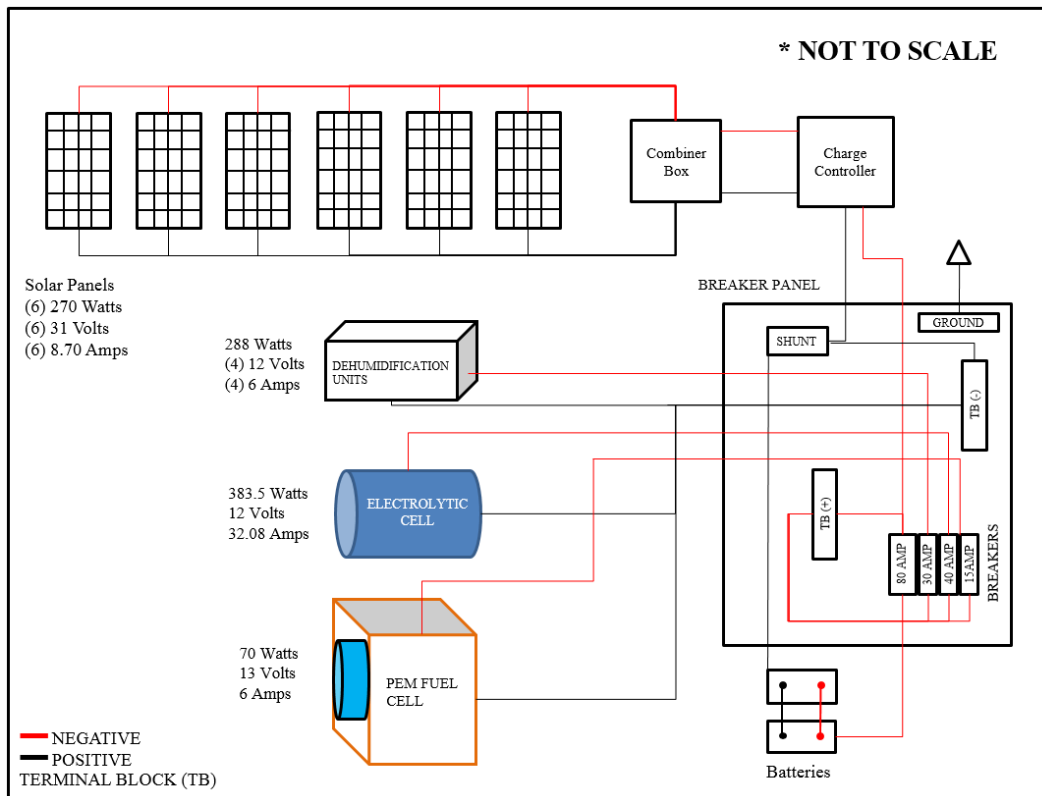 * NOT TO SCALE
Combiner
Box
Charge
Controller
Solar Panels
(6) 270 Watts
(6) 31 Volts
(6) 8.70 Amps
BREAKER PANEL
GROUND
SHUNT
288 Watts
(4) 12 Volts
(4) 6 Amps
DEHUMIDIFICATION
UNITS
TB (-)
383.5 Watts
12 Volts
32.08 Amps
ELECTROLYTIC
CELL
TB (+)
80 AMP
30 AMP
40 AMP
15AMP
BREAKERS
70 Watts
13 Volts
6 Amps
PEM FUEL
CELL
NEGATIVE
POSITIVE
TERMINAL BLOCK (TB)
Batteries